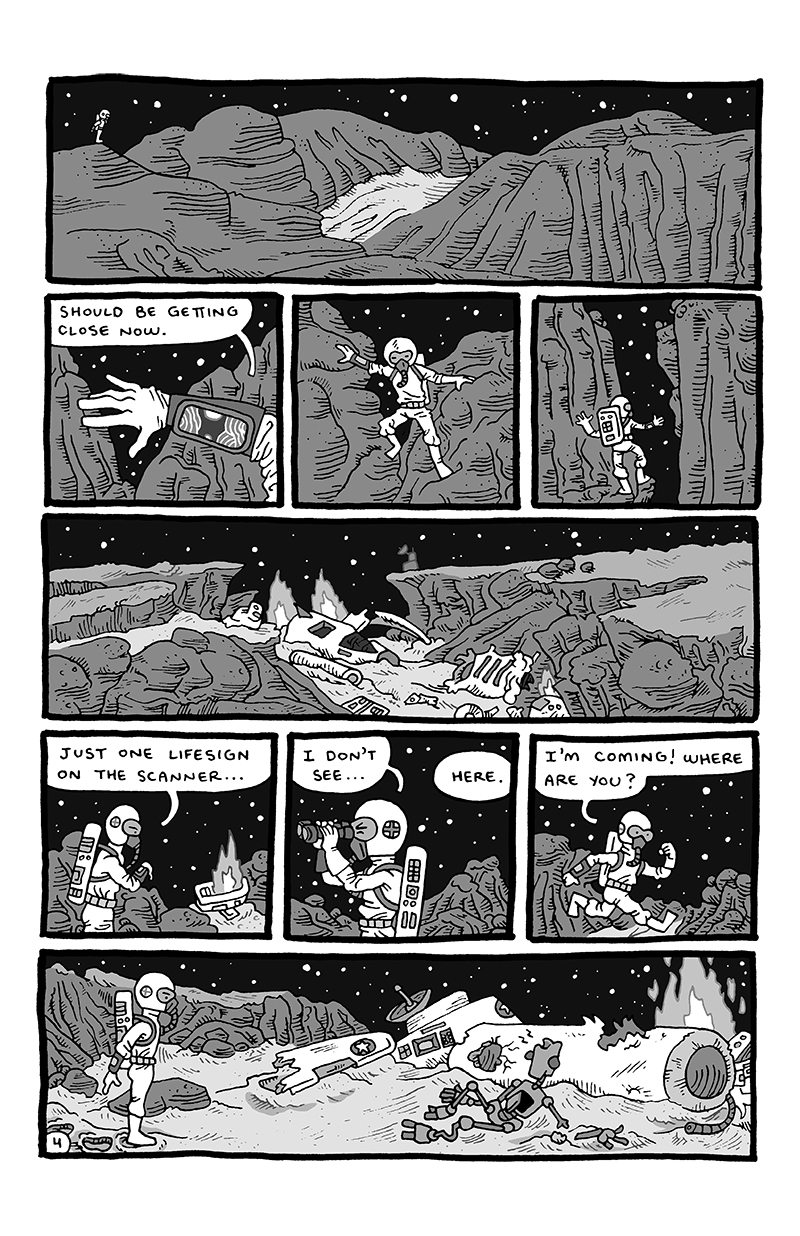 SHOULD BE GETTING
CLOSE NOW.
JUST ONE LIFESIGN
ON THE SCANNER...
I DON'T
SEE...
HERE.
I'M COMING! WHERE
ARE YOU?
4